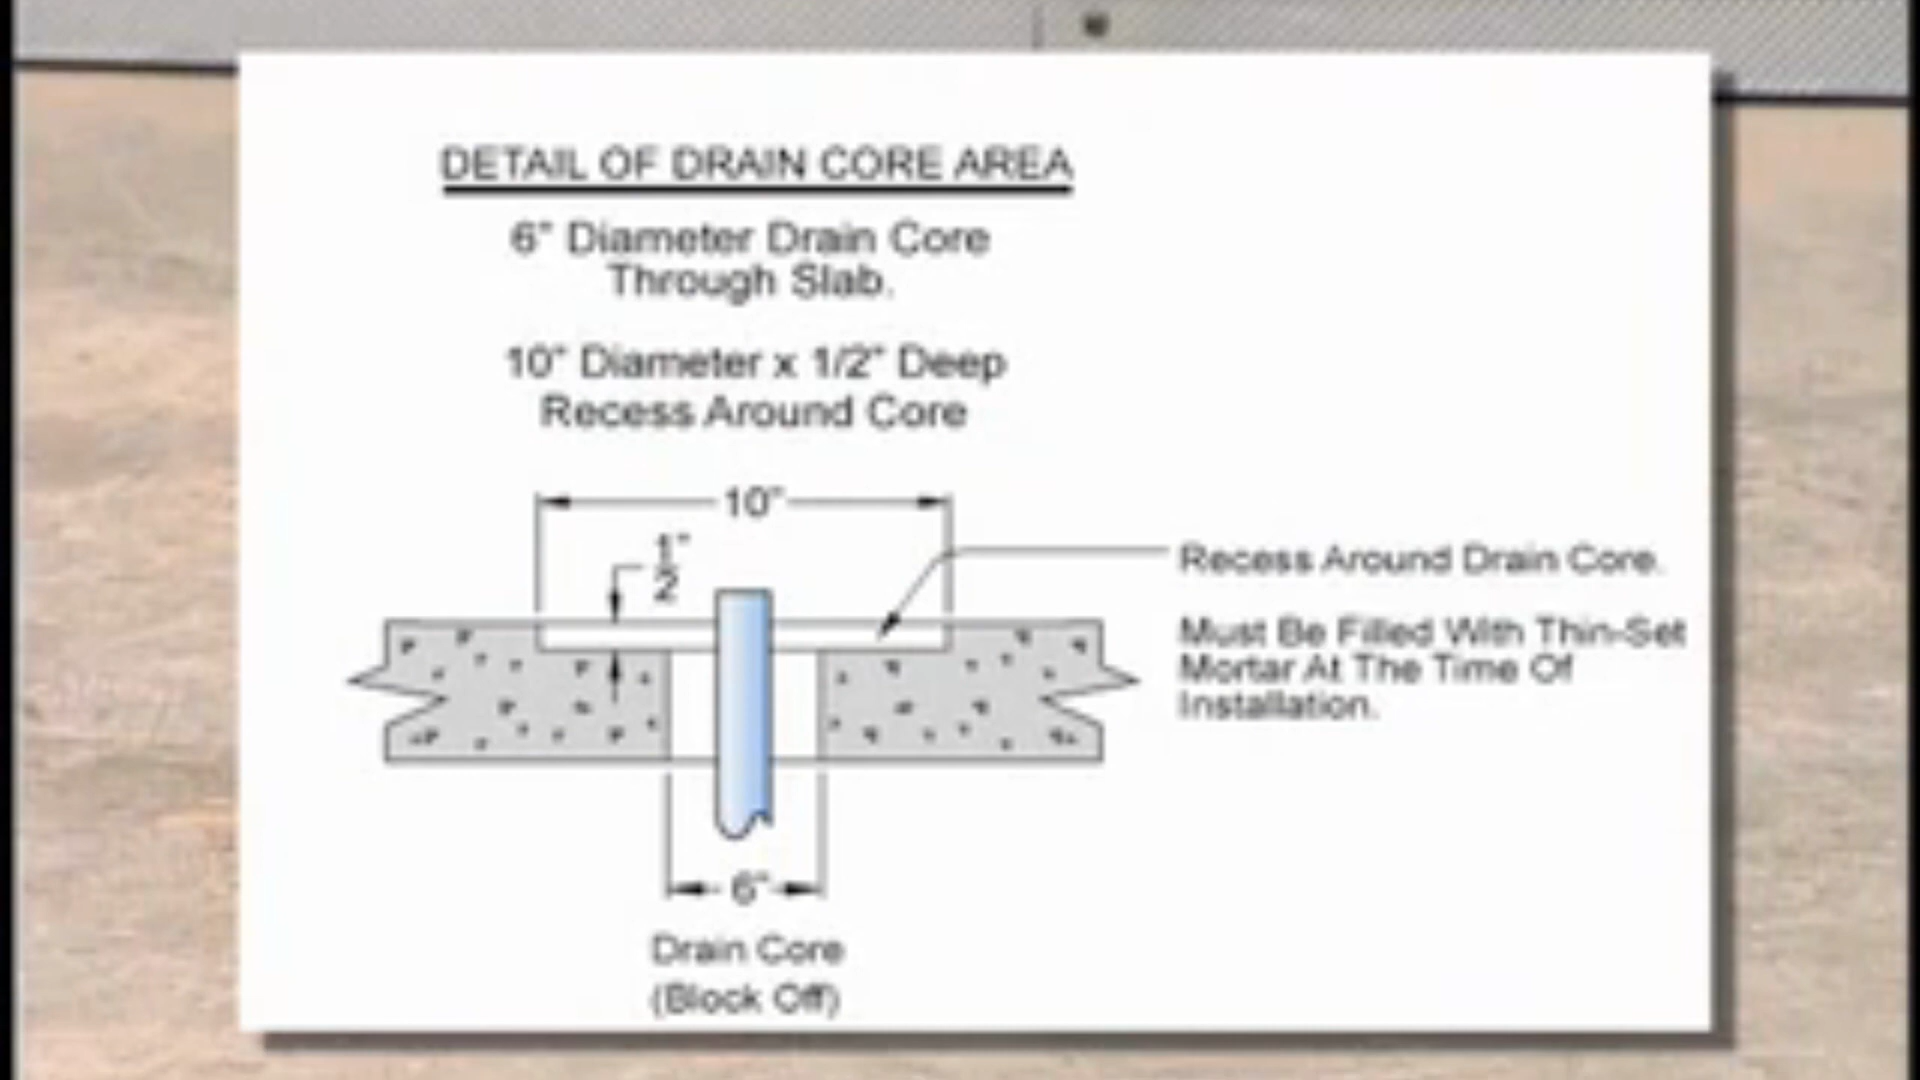 DETAIL OF DRAIN CORE AREA
6" Diameter Drain Core
Through Slab.
10" Diameter x 1/2" Deep
Recess Around Core
10"
1/2"
Recess Around Drain Core.
Must Be Filled With Thin-Set
Mortar At The Time Of
Installation.
6"
Drain Core
(Block Off)